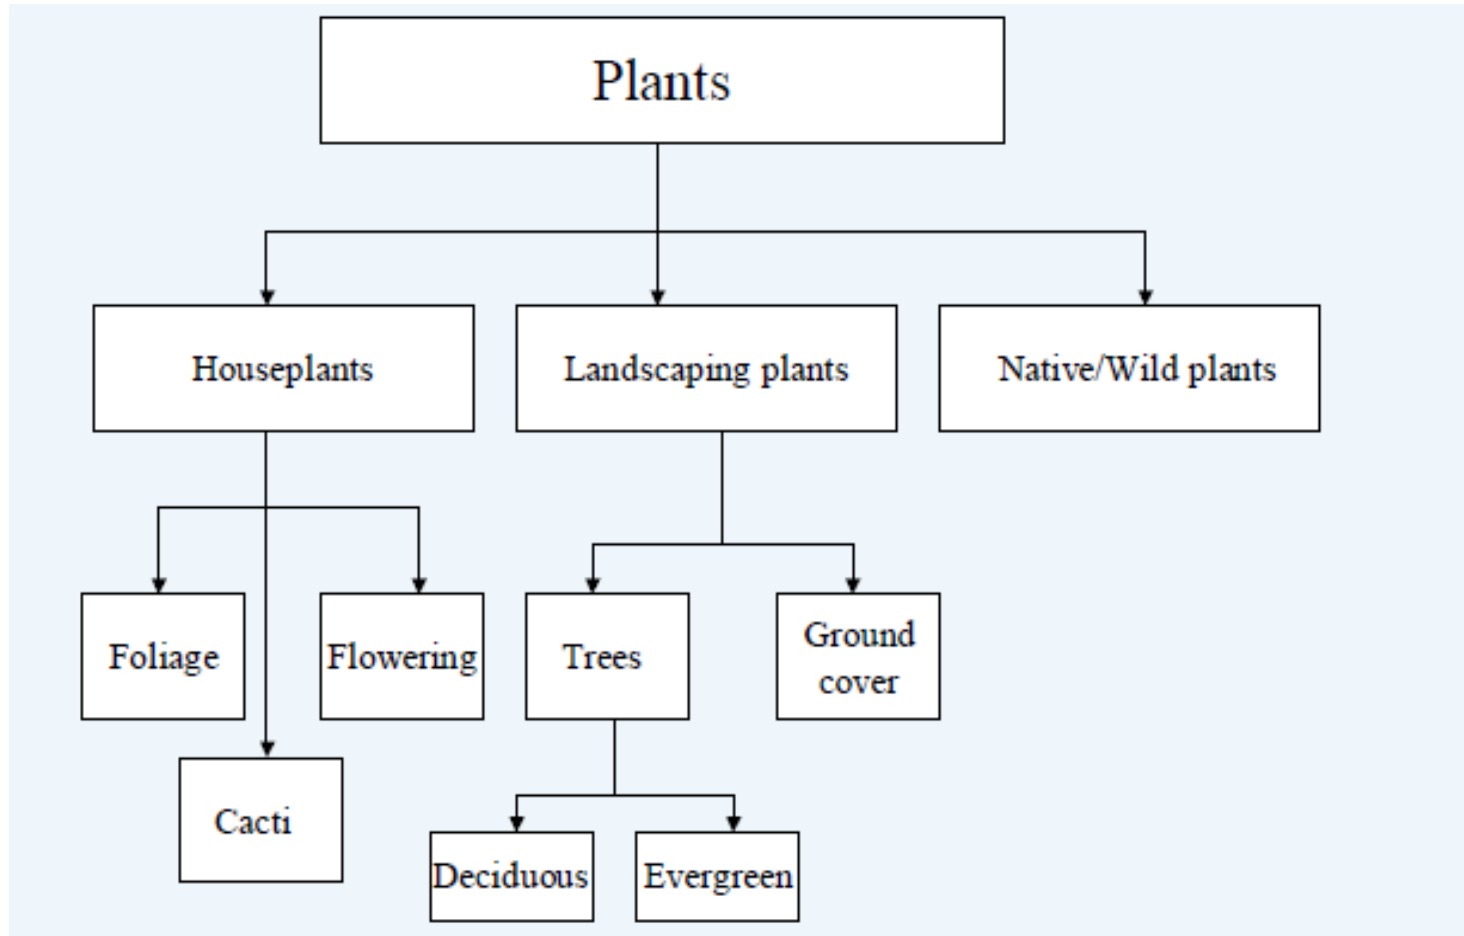 Plants
Houseplants
Landscaping plants
Native/Wild plants
Foliage
Flowering
Trees
Ground
cover
Cacti
Deciduous
Evergreen